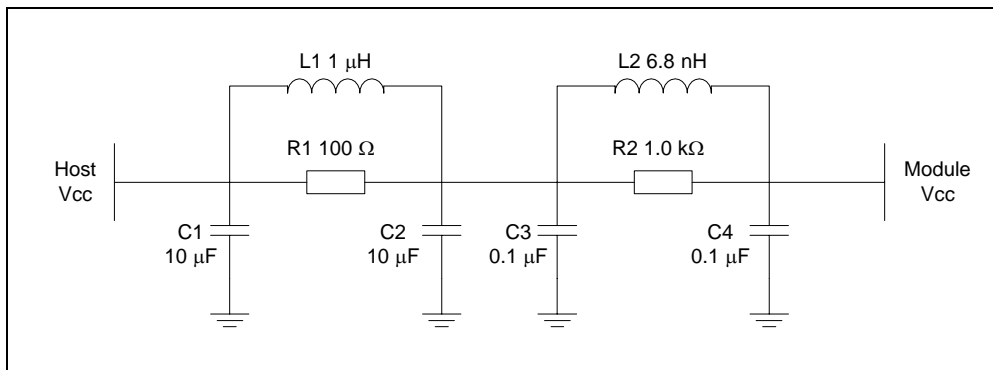 L1 1 μH
L2 6.8 nH
R1 100 Ω
R2 1.0 kΩ
Host
Vcc
Module
Vcc
C1
10 μF
C2
10 μF
C3
0.1 μF
C4
0.1 μF